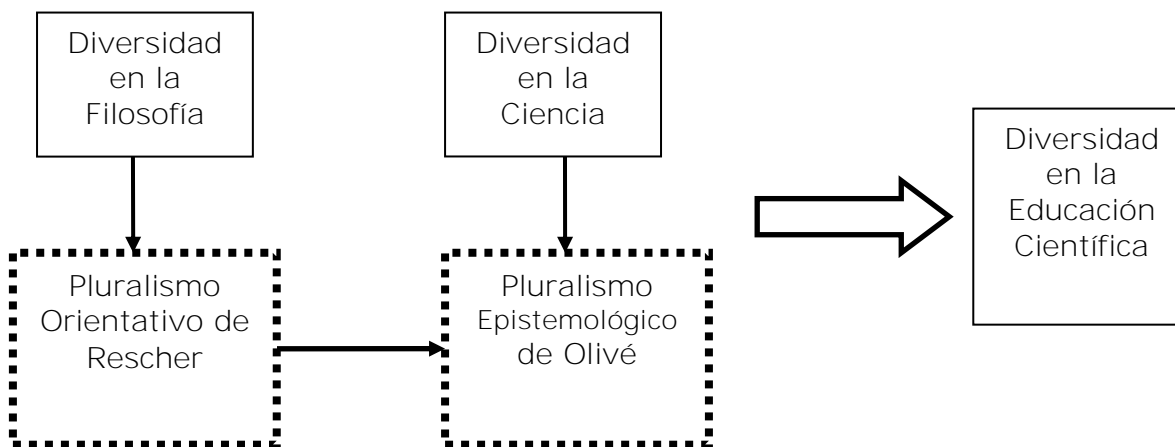 Diversidad
en la
Filosofía
Diversidad
en la
Ciencia
Diversidad
en la
Educación
Científica
Pluralismo
Orientativo de
Rescher
Pluralismo
Epistemológico
de Olivé